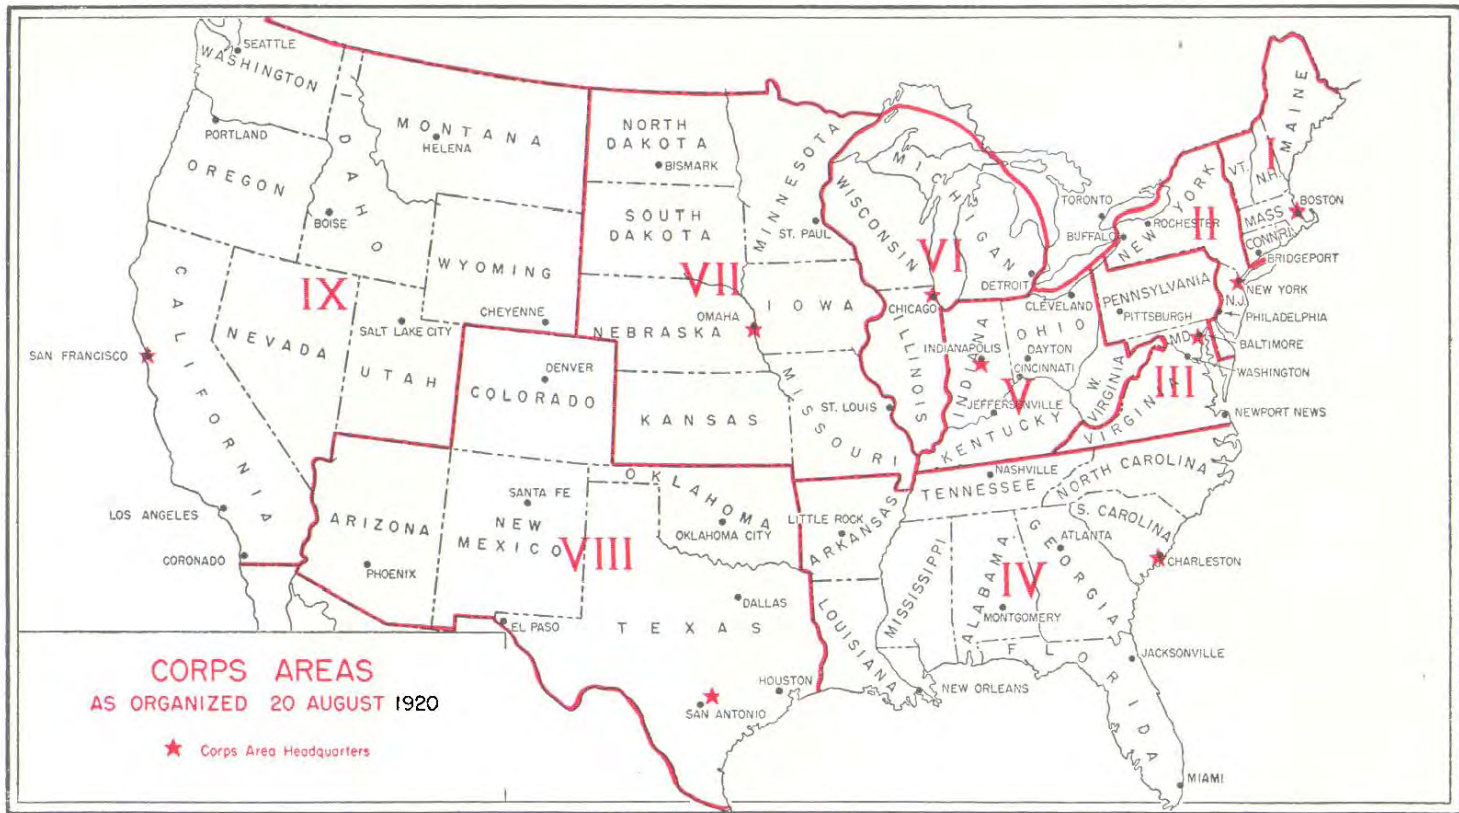 SEATTLE
WASHINGTON
PORTLAND
OREGON
IDAHO
BOISE
MONTANA
HELENA
WYOMING
CHEYENNE
NORTH
DAKOTA
BISMARK
SOUTH
DAKOTA
MINNESOTA
ST. PAUL
WISCONSIN
MICHIGAN
VI
DETROIT
CHICAGO
TORONTO
BUFFALO
ROCHESTER
NEW YORK
II
VT.
N.H.
MAINE
I
MASS
BOSTON
CONN.
R.I.
BRIDGEPORT
NEW YORK
N.J.
PHILADELPHIA
PENNSYLVANIA
PITTSBURGH
CLEVELAND
MD
BALTIMORE
WASHINGTON
III
NEWPORT NEWS
W.
VIRGINIA
VIRGINIA
OHIO
DAYTON
CINCINNATI
INDIANA
INDIANAPOLIS
V
JEFFERSONVILLE
KENTUCKY
ILLINOIS
IOWA
VII
OMAHA
NEBRASKA
MISSOURI
ST. LOUIS
KANSAS
IX
NEVADA
SALT LAKE CITY
UTAH
CALIFORNIA
SAN FRANCISCO
LOS ANGELES
CORONADO
DENVER
COLORADO
ARIZONA
PHOENIX
SANTA FE
NEW
MEXICO
VIII
OKLAHOMA
OKLAHOMA CITY
LITTLE ROCK
ARKANSAS
NASHVILLE
TENNESSEE
NORTH CAROLINA
S. CAROLINA
CHARLESTON
ATLANTA
GEORGIA
IV
ALABAMA
MONTGOMERY
MISSISSIPPI
LOUISIANA
NEW ORLEANS
DALLAS
EL PASO
TEXAS
HOUSTON
SAN ANTONIO
FLORIDA
JACKSONVILLE
MIAMI
CORPS AREAS
AS ORGANIZED 20 AUGUST 1920
Corps Area Headquarters